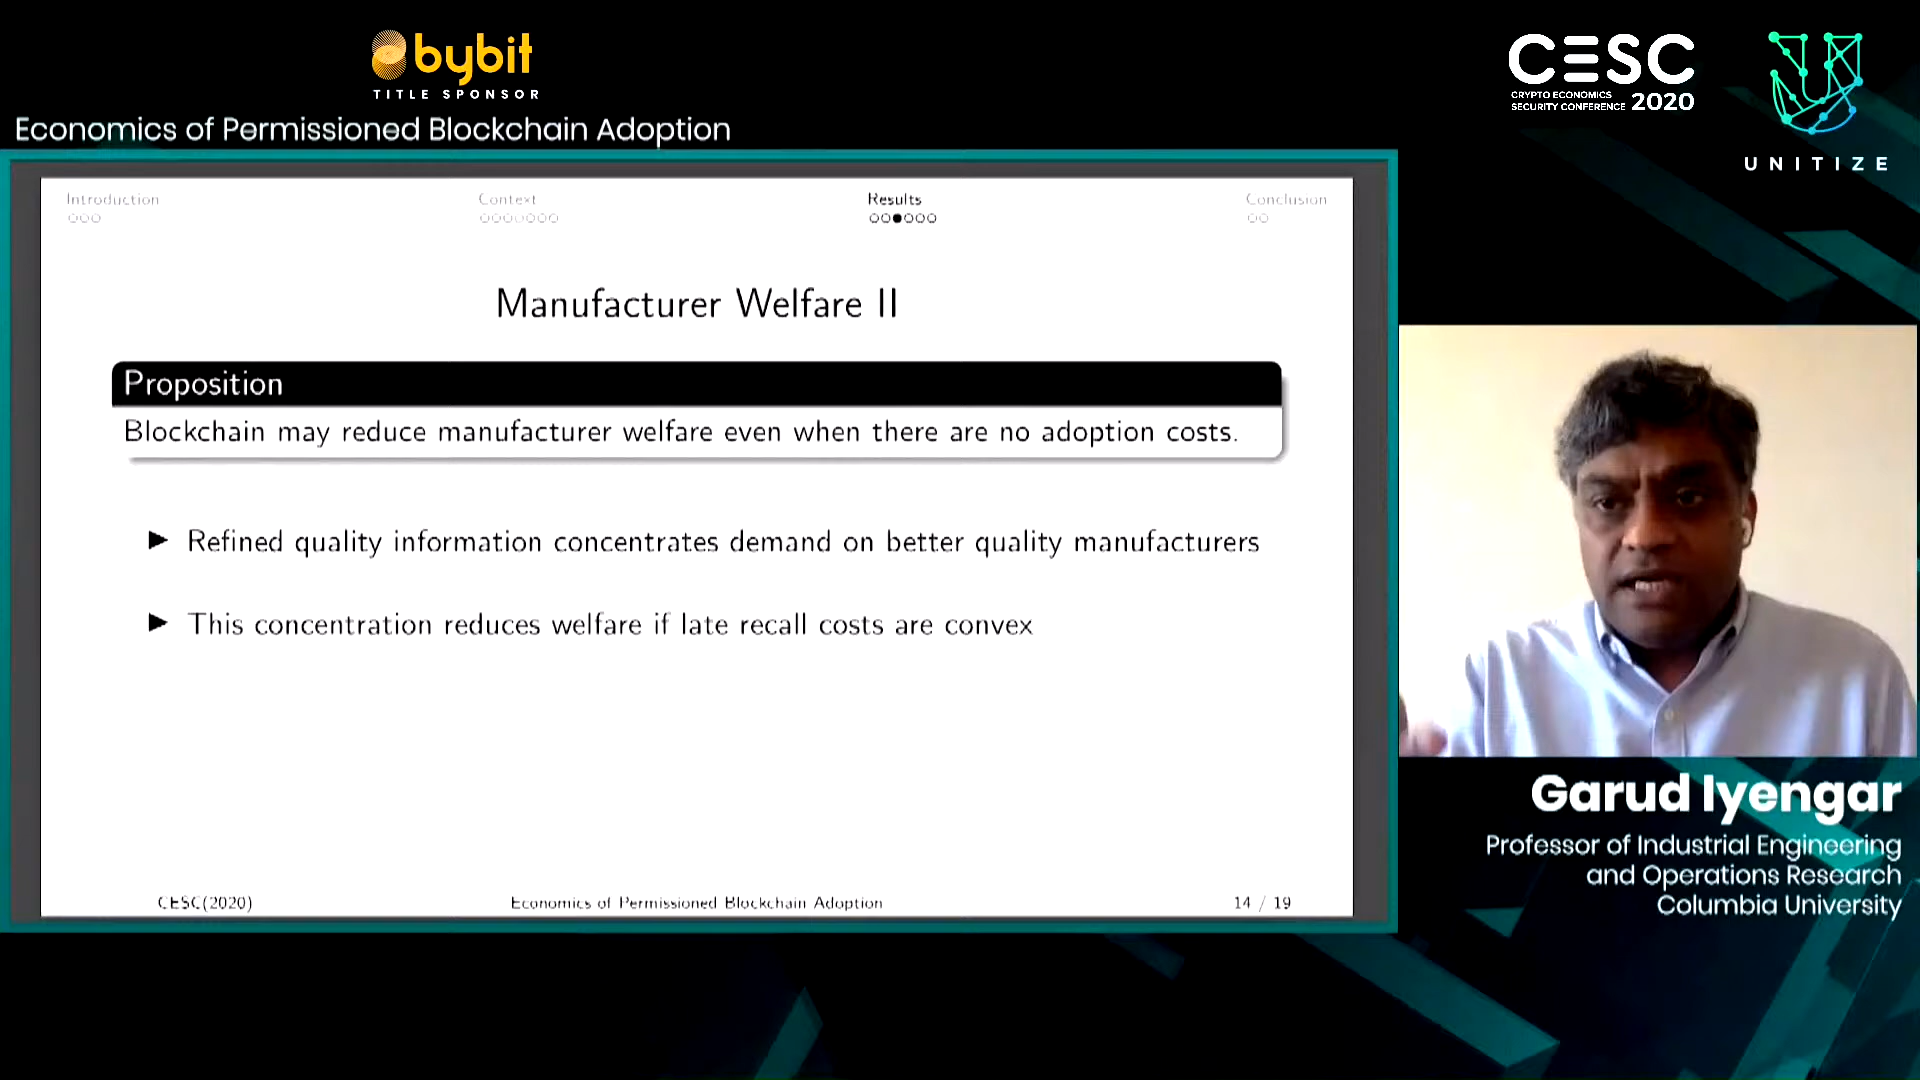 bybit
TITLE SPONSOR
Economics of Permissioned Blockchain Adoption
CESC
CRYPTO ECONOMICS
SECURITY CONFERENCE 2020
UNITIZE
Introduction
Context
Results
Conclusion
Manufacturer Welfare II
Proposition
Blockchain may reduce manufacturer welfare even when there are no adoption costs.
▶ Refined quality information concentrates demand on better quality manufacturers
▶ This concentration reduces welfare if late recall costs are convex
CESC(2020)
Economics of Permissioned Blockchain Adoption
14 / 19
Garud Iyengar
Professor of Industrial Engineering
and Operations Research
Columbia University